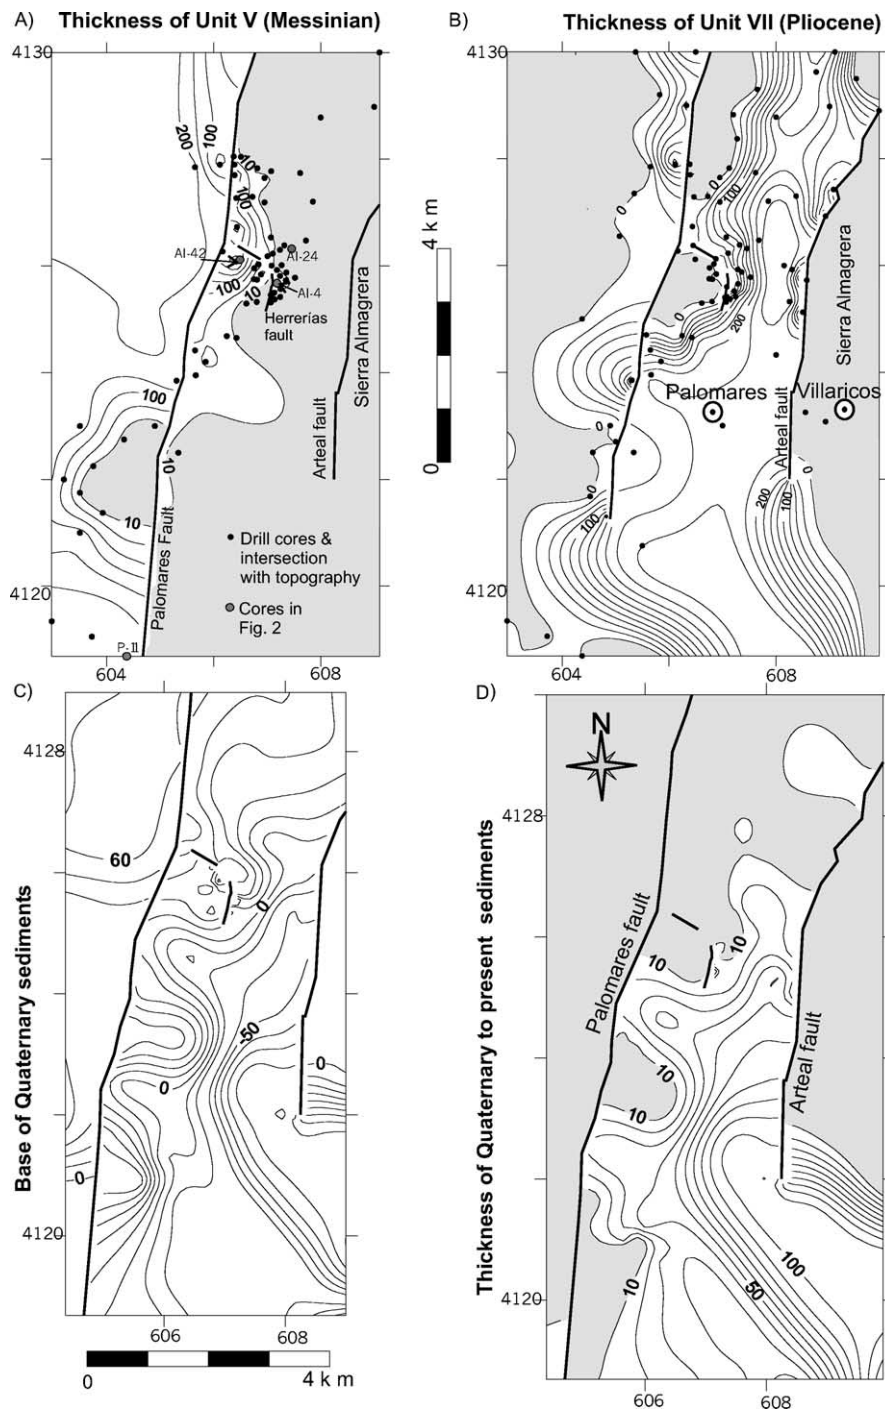 A) Thickness of Unit V (Messinian)
4130
200
100
10
100
AI-42
AI-24
100
10
AI-4
Herrerías
fault
Sierra Almagrera
100
Arteal fault
10
10
Palomares Fault
Drill cores &
intersection
with topography
Cores in
Fig. 2
4120
P-11
604
608
4 k m
0
B) Thickness of Unit VII (Pliocene)
4130
0
0
100
0
200
Sierra Almagrera
Palomares
Villaricos
0
Arteal fault
0
0
100
200
100
4120
604
608
C)
4128
60
0
-50
0
0
0
Base of Quaternary sediments
4120
606
608
0
4 k m
D)
N
4128
Thickness of Quaternary to present sediments
Palomares fault
10
10
10
10
Arteal fault
100
50
10
4120
606
608